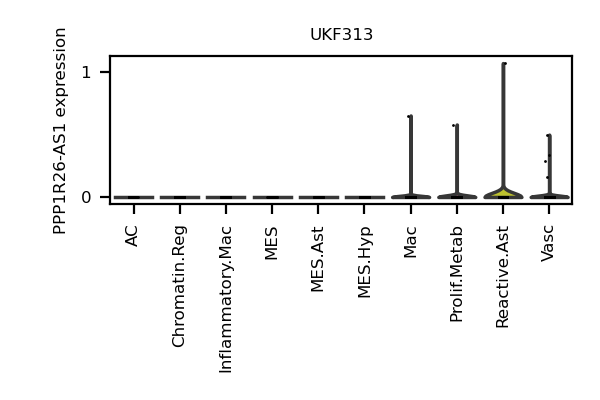 UKF313
PPP1R26-AS1 expression
1
0
AC
Chromatin.Reg
Inflammatory.Mac
MES
MES.Ast
MES.Hyp
Mac
Prolif.Metab
Reactive.Ast
Vasc